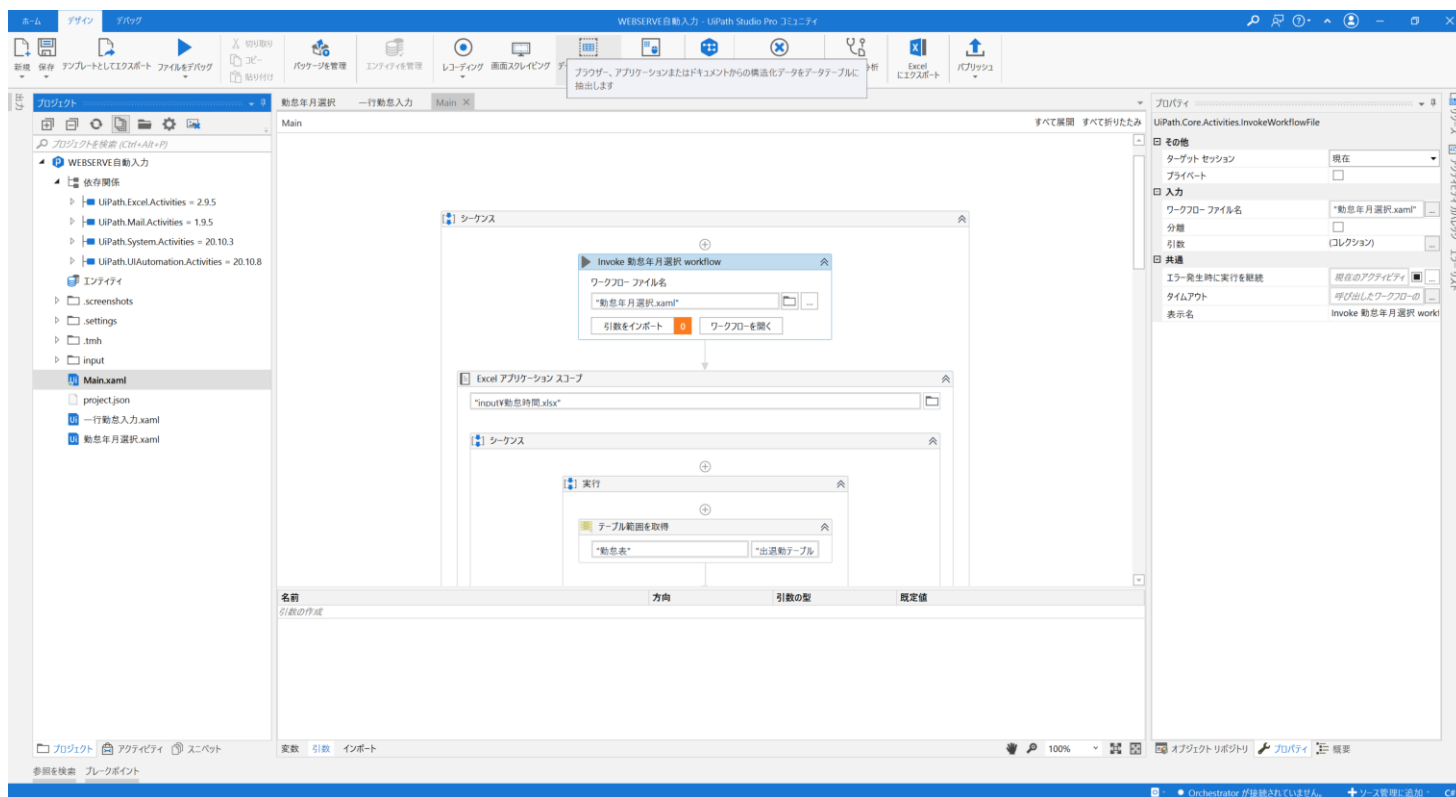 ホーム デザイン デバッグ
WEBSERVE自動入力 - UiPath Studio Pro コミュニティ
新規 保存 テンプレートとしてエクスポート ファイルをデバッグ
切り取り
コピー
貼り付け
パッケージを管理 エンティティを管理 レコーディング 画面スクレイピング
Excel
にエクスポート
パブリッシュ
ブラウザー、アプリケーションまたはドキュメントからの構造化データをデータテーブルに
抽出します
出力
プロジェクト
プロジェクトを検索 (Ctrl+Alt+P)
WEBSERVE自動入力
依存関係
UiPath.Excel.Activities = 2.9.5
UiPath.Mail.Activities = 1.9.5
UiPath.System.Activities = 20.10.3
UiPath.UIAutomation.Activities = 20.10.8
エンティティ
.screenshots
.settings
.tmh
input
Main.xaml
project.json
一行勤怠入力.xaml
勤怠年月選択.xaml
プロジェクト アクティビティ スニペット
勤怠年月選択 一行勤怠入力 Main
Main すべて展開 すべて折りたたみ
シーケンス
Invoke 勤怠年月選択 workflow
ワークフロー ファイル名
"勤怠年月選択.xaml"
引数をインポート 0 ワークフローを開く
Excel アプリケーション スコープ
"input¥勤怠時間.xlsx"
シーケンス
実行
テーブル範囲を取得
"勤怠表" "出退勤テーブル
名前 方向 引数の型 既定値
引数の作成
変数 引数 インポート 100%
プロパティ
UiPath.Core.Activities.InvokeWorkflowFile
その他
ターゲット セッション 現在
プライベート
入力
ワークフロー ファイル名 "勤怠年月選択.xaml" ...
分離
引数 (コレクション) ...
共通
エラー発生時に実行を継続 現在のアクティビティ ...
タイムアウト 呼び出したワークフローの ...
表示名 Invoke 勤怠年月選択 workf
オブジェクト リポジトリ プロパティ 概要
リソース
アクティビティ カバレッジ
エラー リスト
参照を検索 ブレークポイント
Orchestrator が接続されていません。 ソース管理に追加 C#